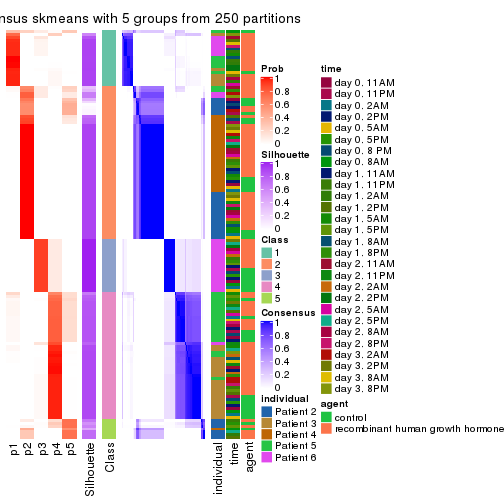 nsus skmeans with 5 groups from 250 partitions
Prob
1
0.8
0.6
0.4
0.2
0
Silhouette
1
0.8
0.6
0.4
0.2
0
Class
1
2
3
4
5
Consensus
1
0.8
0.6
0.4
0.2
0
individual
Patient 2
Patient 3
Patient 4
Patient 5
Patient 6
time
day 0. 11AM
day 0. 11PM
day 0. 2AM
day 0. 2PM
day 0. 5AM
day 0. 5PM
day 0. 8 PM
day 0. 8AM
day 1. 11AM
day 1. 11PM
day 1. 2AM
day 1. 2PM
day 1. 5AM
day 1. 5PM
day 1. 8AM
day 1. 8PM
day 2. 11AM
day 2. 11PM
day 2. 2AM
day 2. 2PM
day 2. 5AM
day 2. 5PM
day 2. 8AM
day 2. 8PM
day 3. 2AM
day 3. 2PM
day 3. 8AM
day 3. 8PM
agent
control
recombinant human growth hormone
p1
p2
p3
p4
p5
Silhouette
Class
individual
time
agent